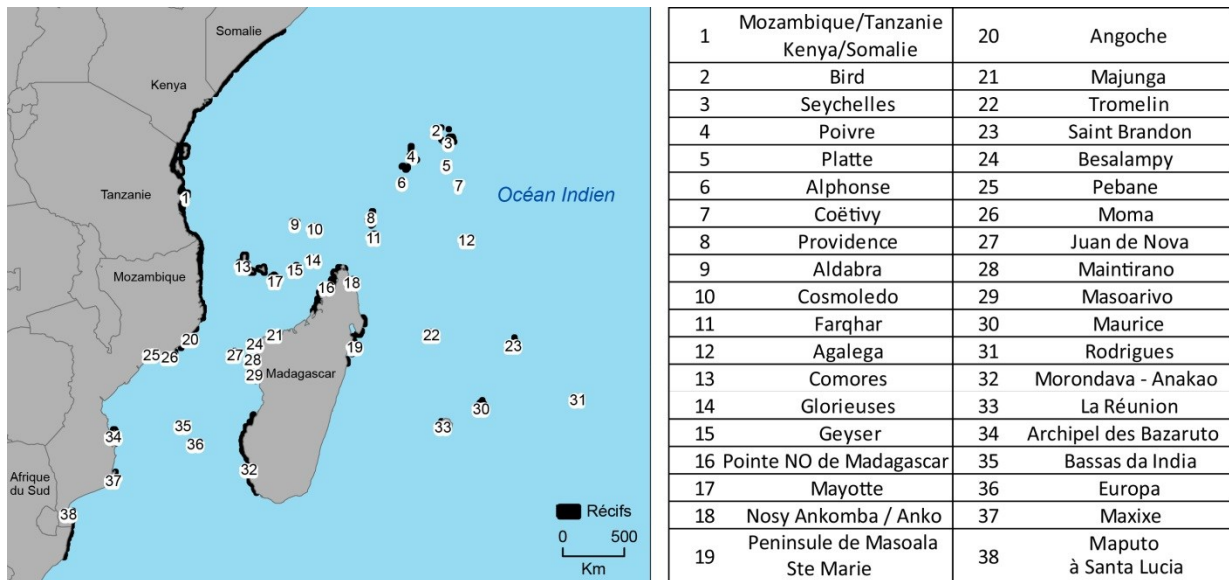 Somalie
Kenya
Tanzanie
Océan Indien
Mozambique
Madagascar
Afrique
du Sud
2
3
4
5
6
7
1
8
9
10
11
12
13
14
15
17
16
18
20
21
22
23
19
24
25
26
27
28
29
30
31
35
33
34
36
32
37
38
Récifs
0 500
Km
1 Mozambique/Tanzanie
Kenya/Somalie 20 Angoche
2 Bird 21 Majunga
3 Seychelles 22 Tromelin
4 Poivre 23 Saint Brandon
5 Platte 24 Besalampy
6 Alphonse 25 Pebane
7 Coëtivy 26 Moma
8 Providence 27 Juan de Nova
9 Aldabra 28 Maintirano
10 Cosmoledo 29 Masoarivo
11 Farqhar 30 Maurice
12 Agalega 31 Rodrigues
13 Comores 32 Morondava - Anakao
14 Glorieuses 33 La Réunion
15 Geyser 34 Archipel des Bazaruto
16 Pointe NO de Madagascar 35 Bassas da India
17 Mayotte 36 Europa
18 Nosy Ankomba / Anko 37 Maxixe
19 Peninsule de Masoala
Ste Marie 38 Maputo
à Santa Lucia